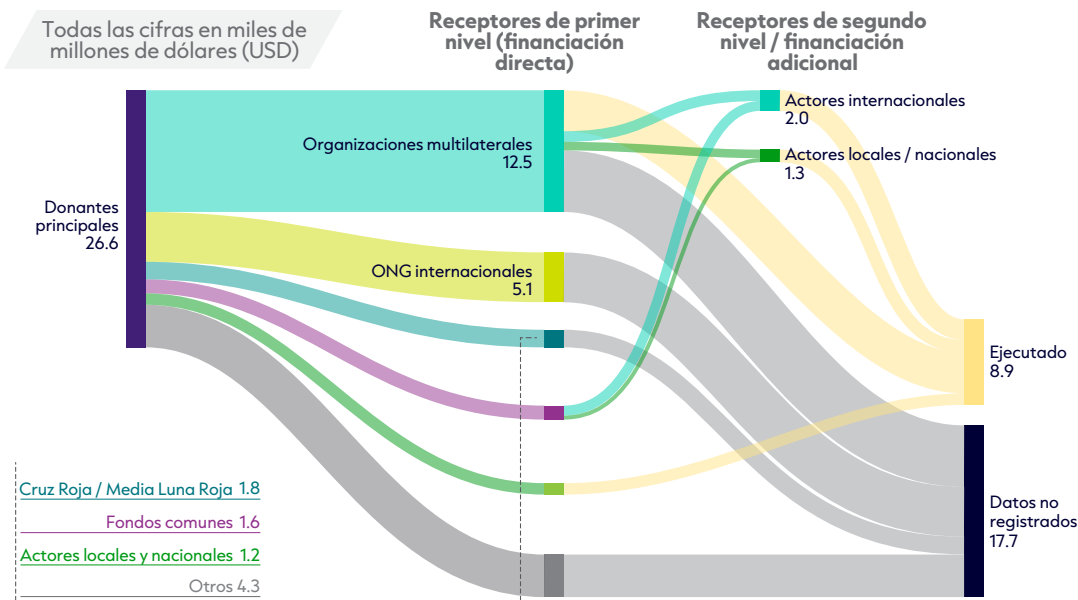 Todas las cifras en miles de
millones de dólares (USD)
Receptores de primer
nivel (financiación
directa)
Receptores de segundo
nivel / financiación
adicional
Donantes
principales
26.6
Organizaciones multilaterales
12.5
ONG internacionales
5.1
Actores internacionales
2.0
Actores locales / nacionales
1.3
Ejecutado
8.9
Datos no
registrados
17.7
Cruz Roja / Media Luna Roja 1.8
Fondos comunes 1.6
Actores locales y nacionales 1.2
Otros 4.3